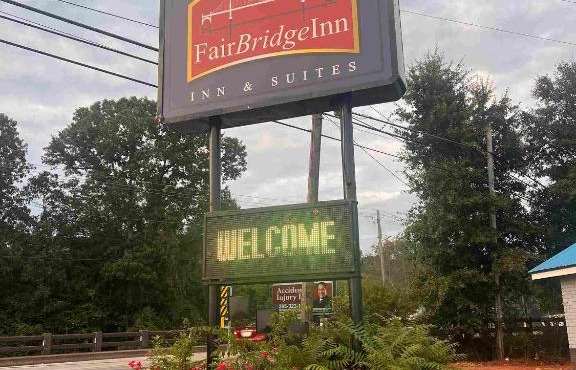 FairBridgeInn
INN & SUITES
WELCOME
Accident
Injury